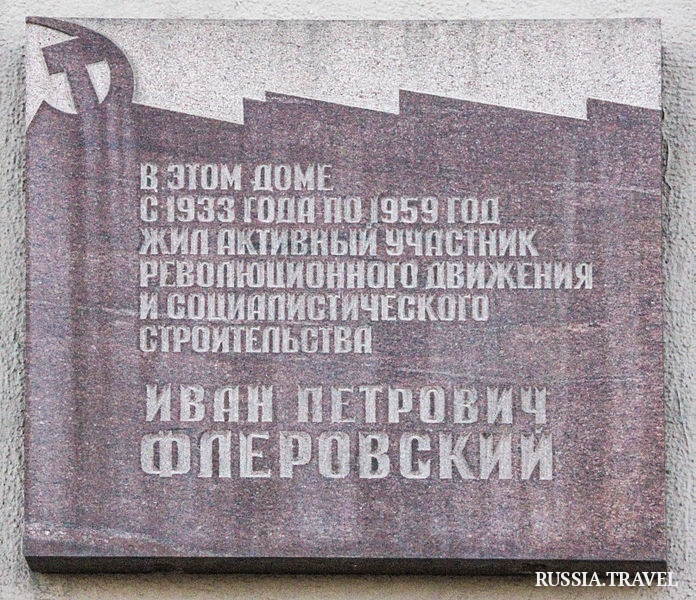 В ЭТОМ ДОМЕ
С 1933 ГОДА ПО 1959 ГОД
ЖИЛ АКТИВНЫЙ УЧАСТНИК
РЕВОЛЮЦИОННОГО ДВИЖЕНИЯ
И СОЦИАЛИСТИЧЕСКОГО
СТРОИТЕЛЬСТВА
ИВАН ПЕТРОВИЧ
ФЛЕРОВСКИЙ
RUSSIA.TRAVEL